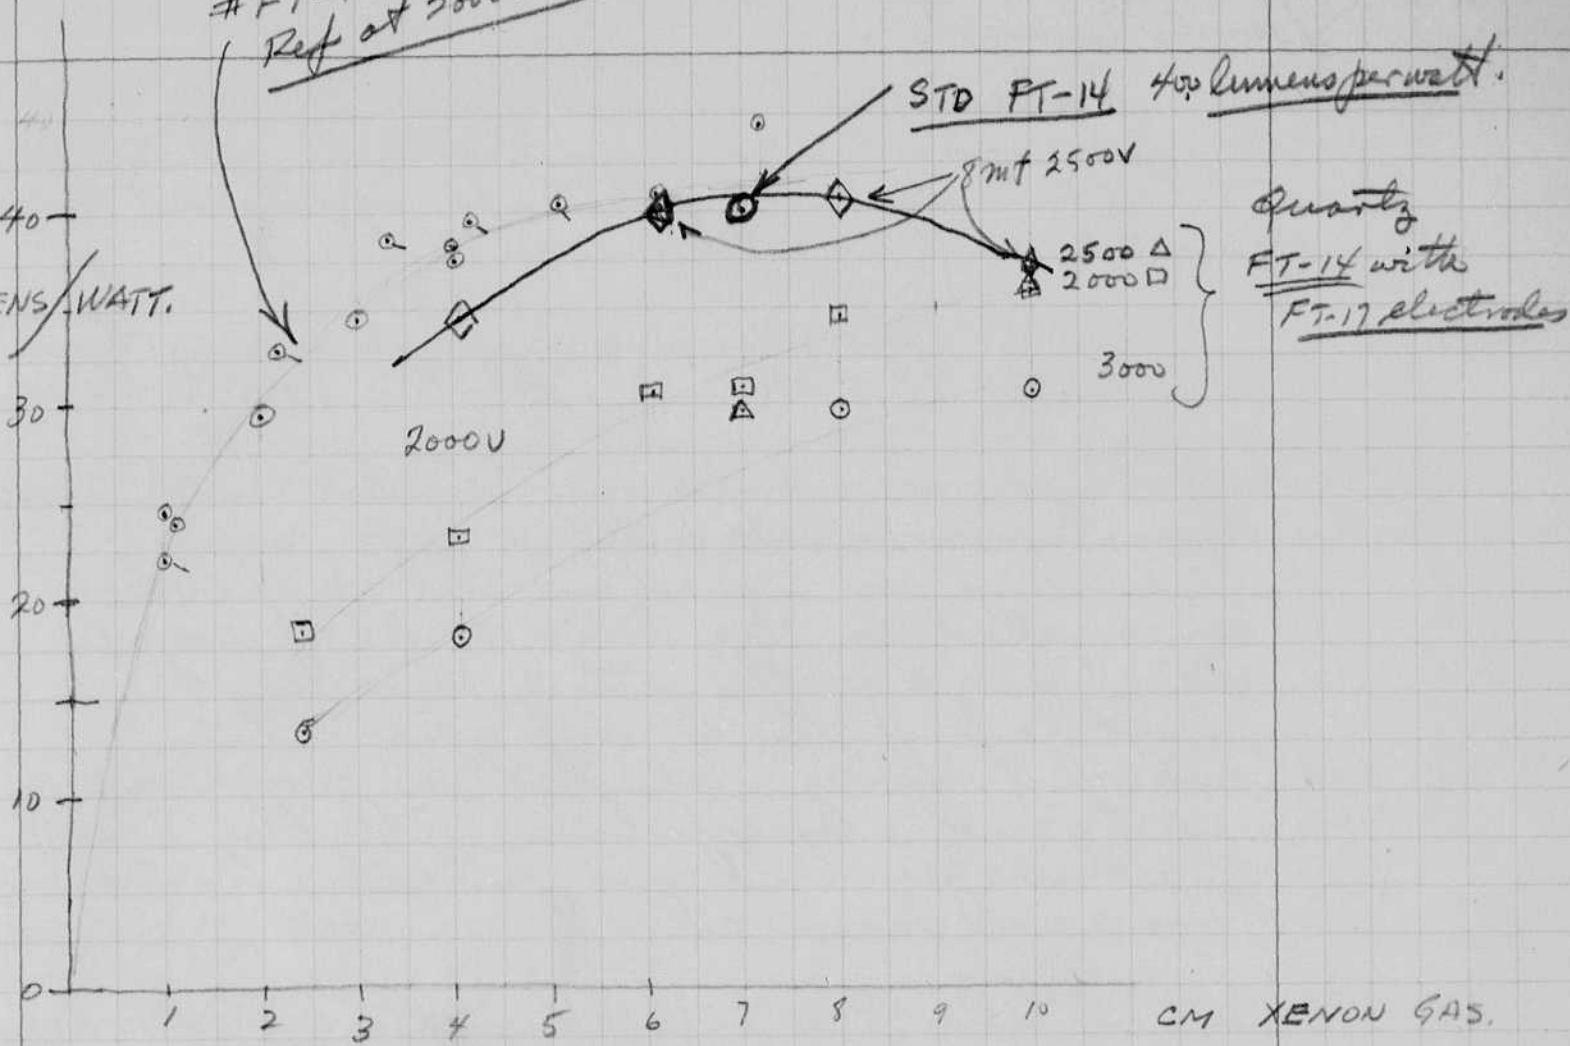 # FT-
Ref at
STD FT-14 40 lumens per watt.
8 mf 2500V
Quartz
FT-14 with
FT-17 electrodes
2500 △
2000 □
3000
ENS/WATT.
2000V
40
30
20
10
0
1 2 3 4 5 6 7 8 9 10 CM XENON GAS.